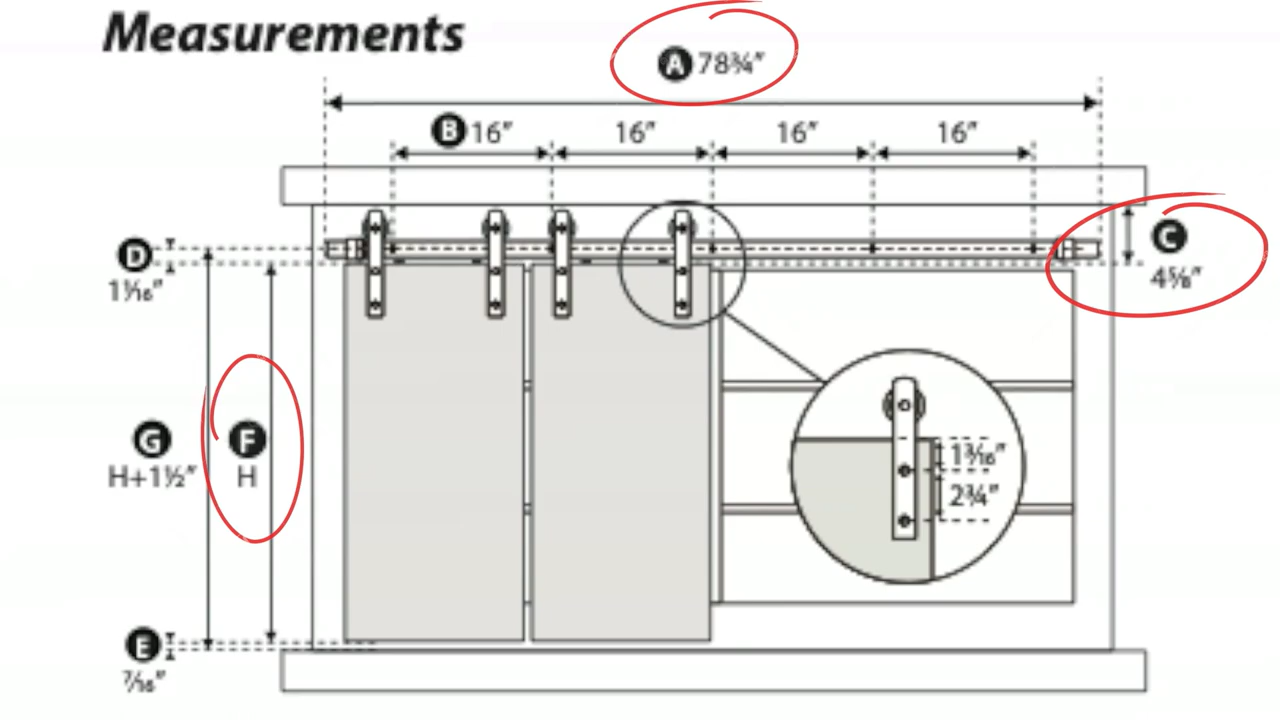 Measurements
A 78¾"
B 16" 16" 16" 16"
C
4⅝"
D
1¹⁄₁₆"
G
H+1½"
F
H
1³⁄₁₆"
2¾"
E
⁷⁄₁₆"